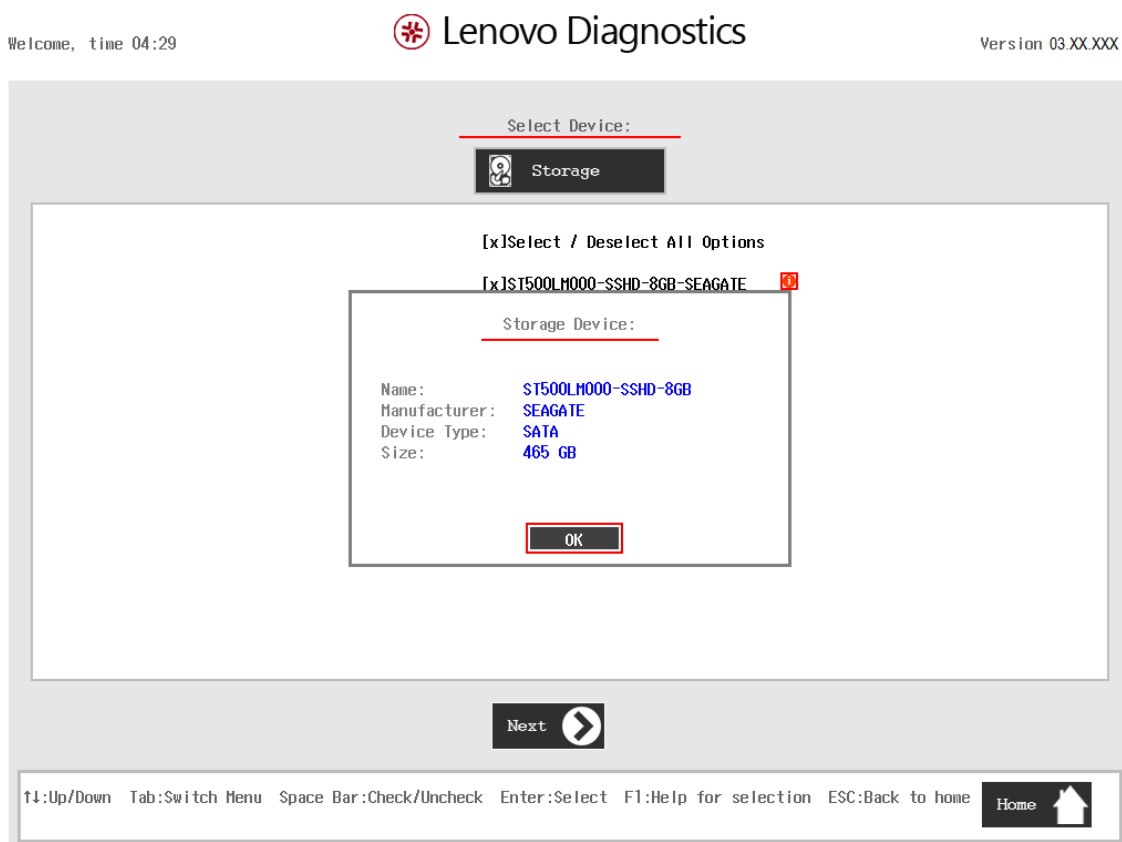 Welcome, time 04:29
Lenovo Diagnostics
Version 03.XX.XXX
Select Device:
Storage
[x]Select / Deselect All Options
[x]ST500LM000-SSHD-8GB-SEAGATE
Storage Device:
Name: ST500LM000-SSHD-8GB
Manufacturer: SEAGATE
Device Type: SATA
Size: 465 GB
OK
Next
↑↓:Up/Down Tab:Switch Menu Space Bar:Check/Uncheck Enter:Select F1:Help for selection ESC:Back to home
Home